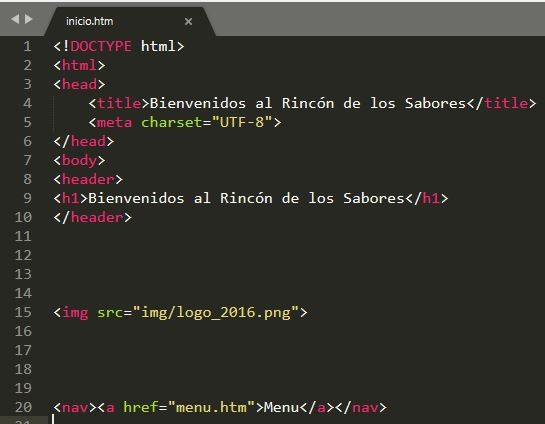 inicio.htm
1 <!DOCTYPE html>
2 <html>
3 <head>
4 <title>Bienvenidos al Rincón de los Sabores</title>
5 <meta charset="UTF-8">
6 </head>
7 <body>
8 <header>
9 <h1>Bienvenidos al Rincón de los Sabores</h1>
10 </header>
11
12
13
14
15 <img src="img/logo_2016.png">
16
17
18
19
20 <nav><a href="menu.htm">Menu</a></nav>